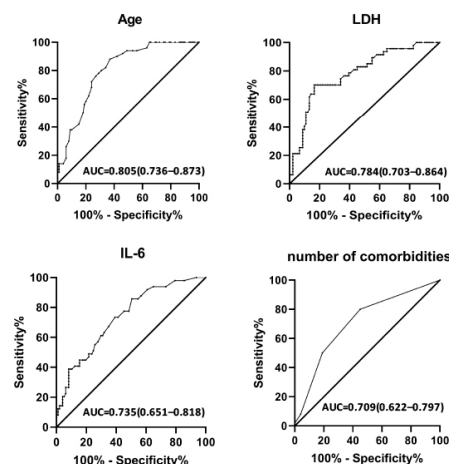 Age
Sensitivity%
100
80
60
40
20
0
0 20 40 60 80 100
AUC=0.805(0.736–0.873)
100% - Specificity%
LDH
Sensitivity%
100
80
60
40
20
0
0 20 40 60 80 100
AUC=0.784(0.703–0.864)
100% - Specificity%
IL-6
Sensitivity%
100
80
60
40
20
0
0 20 40 60 80 100
AUC=0.735(0.651–0.818)
100% - Specificity%
number of comorbidities
Sensitivity%
100
80
60
40
20
0
0 20 40 60 80 100
AUC=0.709(0.622–0.797)
100% - Specificity%